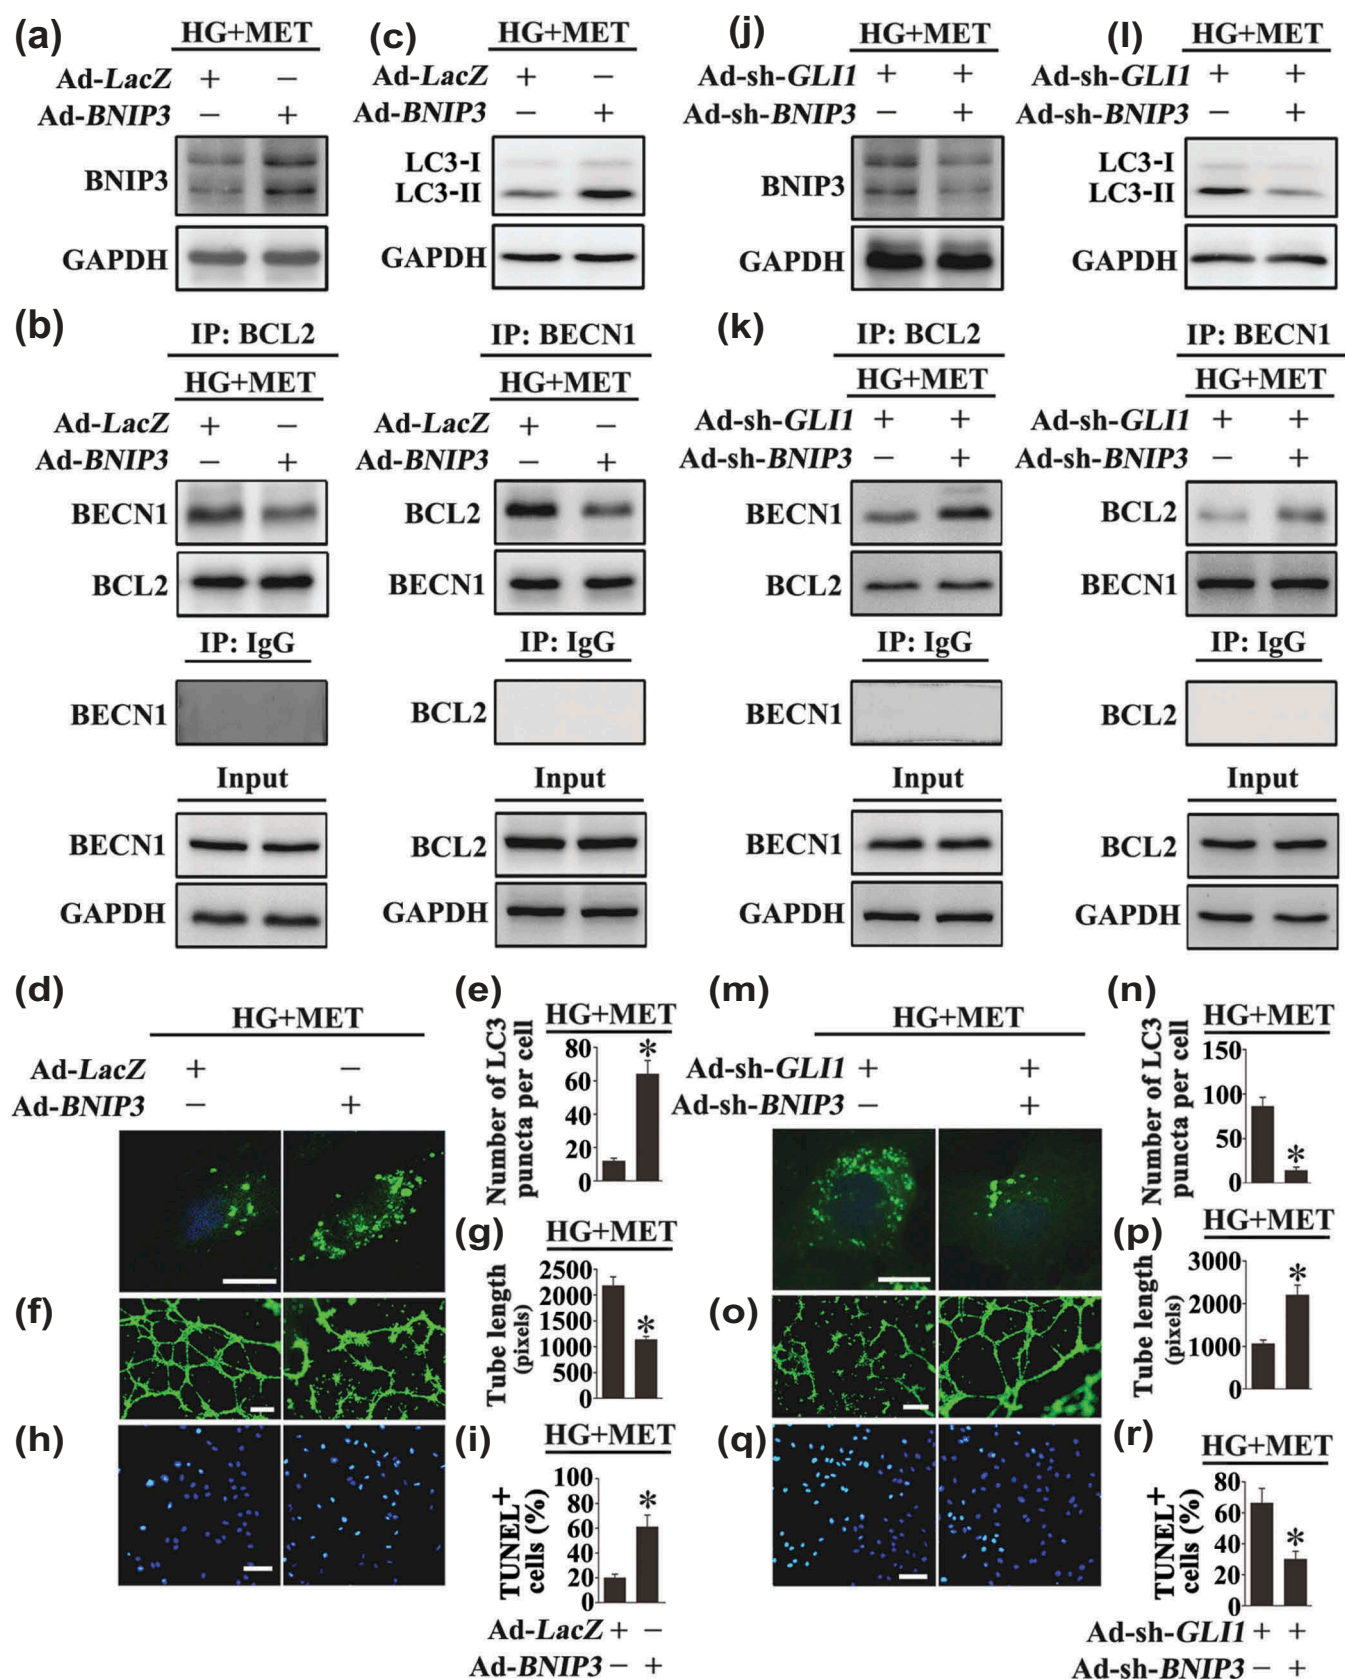 (a)
HG+MET
Ad-LacZ + −
Ad-BNIP3 − +
BNIP3
GAPDH
(c)
HG+MET
Ad-LacZ + −
Ad-BNIP3 − +
LC3-I
LC3-II
GAPDH
(j)
HG+MET
Ad-sh-GLI1 + +
Ad-sh-BNIP3 − +
BNIP3
GAPDH
(l)
HG+MET
Ad-sh-GLI1 + +
Ad-sh-BNIP3 − +
LC3-I
LC3-II
GAPDH
(b)
IP: BCL2
HG+MET
Ad-LacZ + −
Ad-BNIP3 − +
BECN1
BCL2
IP: IgG
BECN1
Input
BECN1
GAPDH
IP: BECN1
HG+MET
Ad-LacZ + −
Ad-BNIP3 − +
BCL2
BECN1
IP: IgG
BCL2
Input
BCL2
GAPDH
(k)
IP: BCL2
HG+MET
Ad-sh-GLI1 + +
Ad-sh-BNIP3 − +
BECN1
BCL2
IP: IgG
BECN1
Input
BECN1
GAPDH
IP: BECN1
HG+MET
Ad-sh-GLI1 + +
Ad-sh-BNIP3 − +
BCL2
BECN1
IP: IgG
BCL2
Input
BCL2
GAPDH
(d)
HG+MET
Ad-LacZ + −
Ad-BNIP3 − +
(f)
(h)
(e)
HG+MET
Number of LC3
puncta per cell
80
60
40
20
0
*
(g)
HG+MET
Tube length
(pixels)
2500
2000
1500
1000
500
0
*
(i)
HG+MET
TUNEL+
cells (%)
100
80
60
40
20
0
*
Ad-LacZ + −
Ad-BNIP3 − +
(m)
HG+MET
Ad-sh-GLI1 + +
Ad-sh-BNIP3 − +
(o)
(q)
(n)
HG+MET
Number of LC3
puncta per cell
150
100
50
0
*
(p)
HG+MET
Tube length
(pixels)
3000
2000
1000
0
*
(r)
HG+MET
TUNEL+
cells (%)
80
60
40
20
0
*
Ad-sh-GLI1 + +
Ad-sh-BNIP3 − +